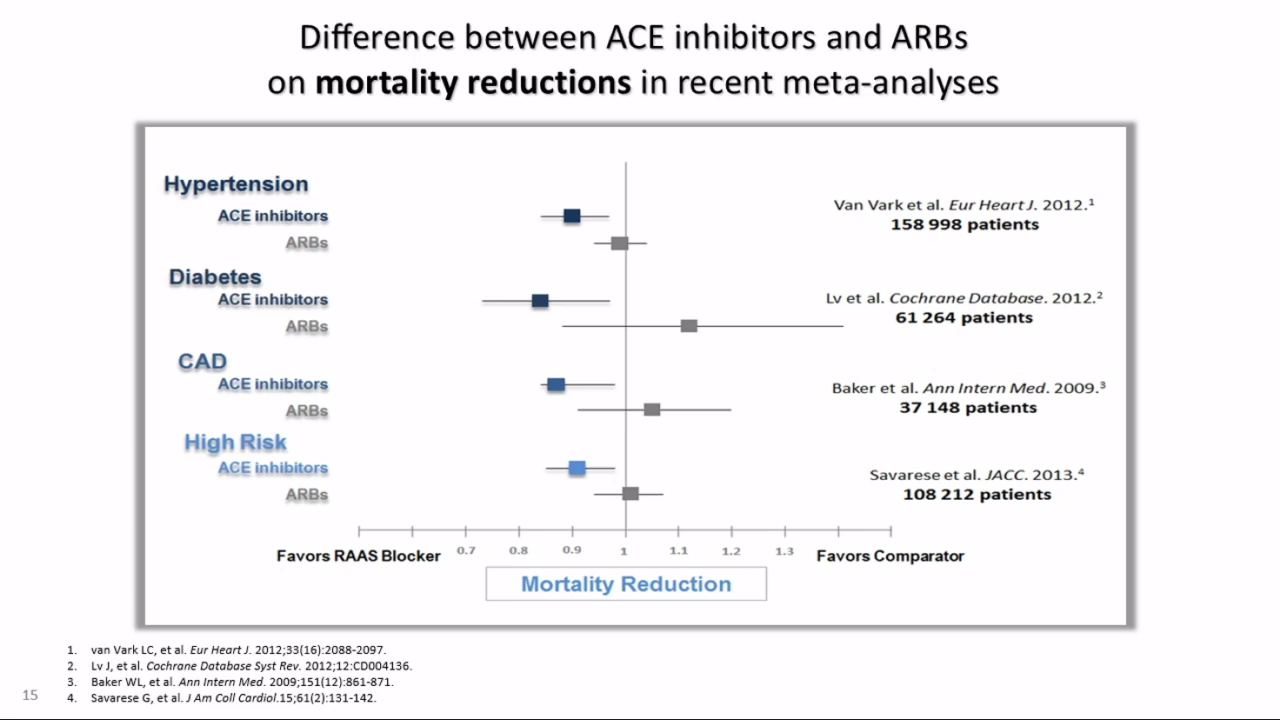 Difference between ACE inhibitors and ARBs
on mortality reductions in recent meta-analyses
Hypertension
ACE inhibitors
ARBs
Van Vark et al. Eur Heart J. 2012.1
158 998 patients
Diabetes
ACE inhibitors
ARBs
Lv et al. Cochrane Database. 2012.2
61 264 patients
CAD
ACE inhibitors
ARBs
Baker et al. Ann Intern Med. 2009.3
37 148 patients
High Risk
ACE inhibitors
ARBs
Savarese et al. JACC. 2013.4
108 212 patients
Favors RAAS Blocker 0.7 0.8 0.9 1 1.1 1.2 1.3 Favors Comparator
Mortality Reduction
1. van Vark LC, et al. Eur Heart J. 2012;33(16):2088-2097.
2. Lv J, et al. Cochrane Database Syst Rev. 2012;12:CD004136.
3. Baker WL, et al. Ann Intern Med. 2009;151(12):861-871.
4. Savarese G, et al. J Am Coll Cardiol.15;61(2):131-142.
15